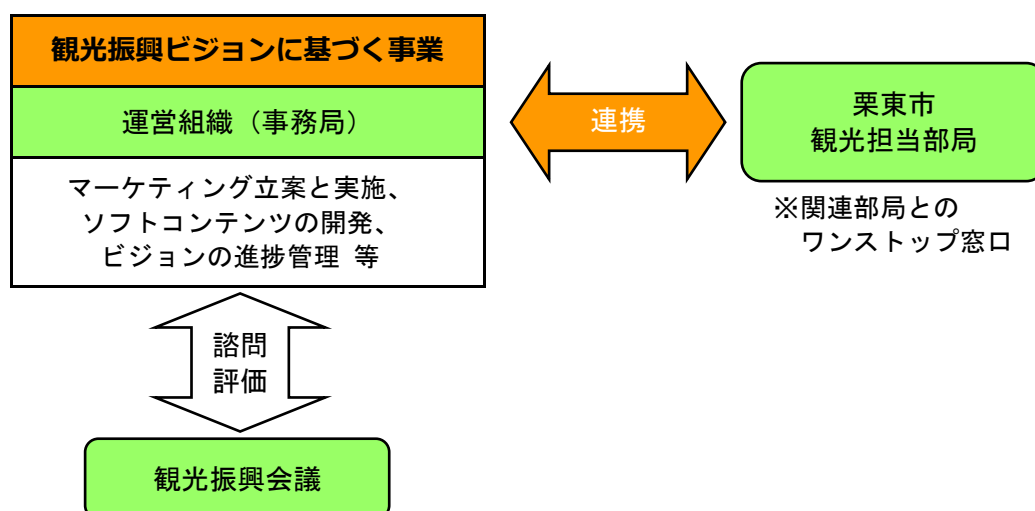 観光振興ビジョンに基づく事業
運営組織（事務局）
マーケティング立案と実施、
ソフトコンテンツの開発、
ビジョンの進捗管理 等
連携
栗東市
観光担当部局
※関連部局との
ワンストップ窓口
諮問
評価
観光振興会議